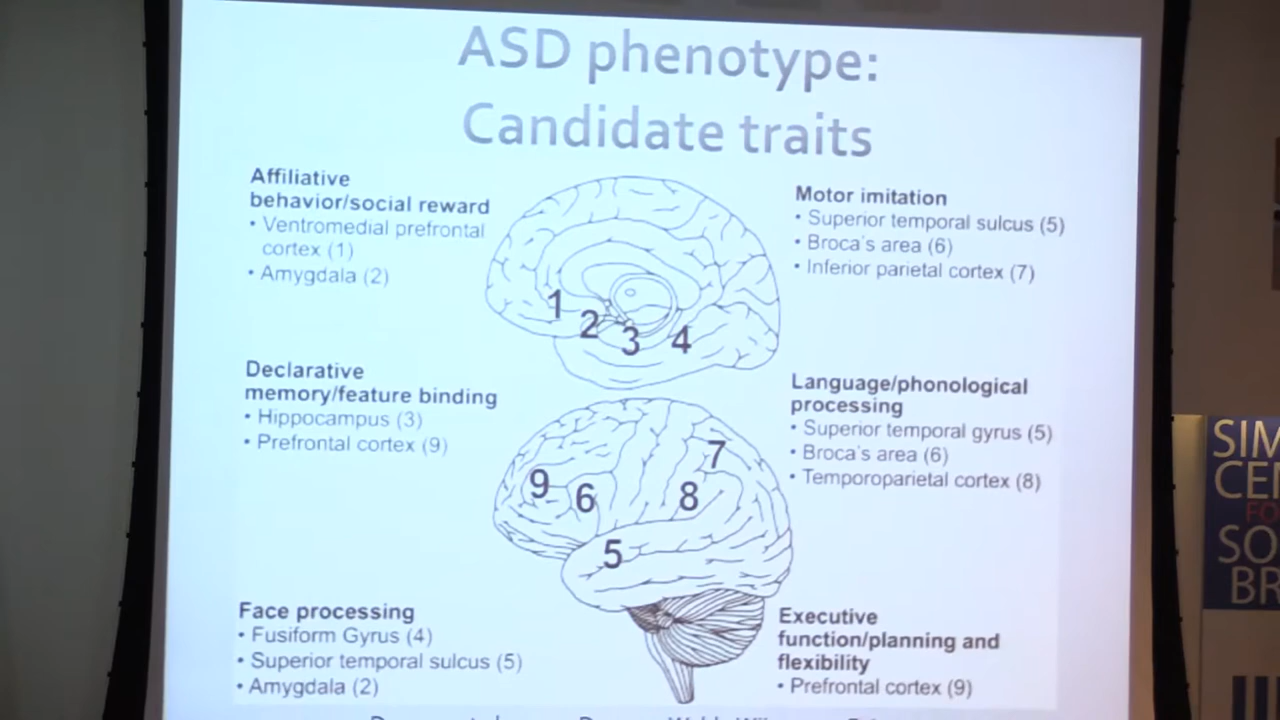 ASD phenotype:
Candidate traits
Affiliative
behavior/social reward
• Ventromedial prefrontal
cortex (1)
• Amygdala (2)
Motor imitation
• Superior temporal sulcus (5)
• Broca's area (6)
• Inferior parietal cortex (7)
1
2
3
4
Declarative
memory/feature binding
• Hippocampus (3)
• Prefrontal cortex (9)
Language/phonological
processing
• Superior temporal gyrus (5)
• Broca's area (6)
• Temporoparietal cortex (8)
7
9
6
8
5
Face processing
• Fusiform Gyrus (4)
• Superior temporal sulcus (5)
• Amygdala (2)
Executive
function/planning and
flexibility
• Prefrontal cortex (9)
SIM
CE
FO
SO
BR